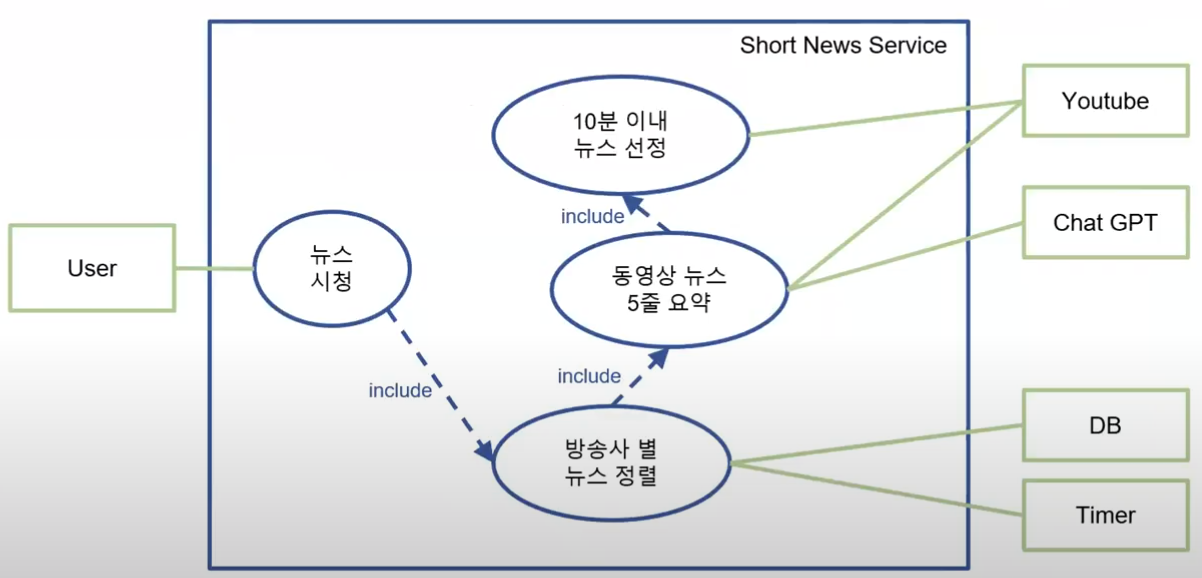 Short News Service
10분 이내
뉴스 선정
Youtube
include
Chat GPT
User
뉴스
시청
동영상 뉴스
5줄 요약
include
include
방송사 별
뉴스 정렬
DB
Timer